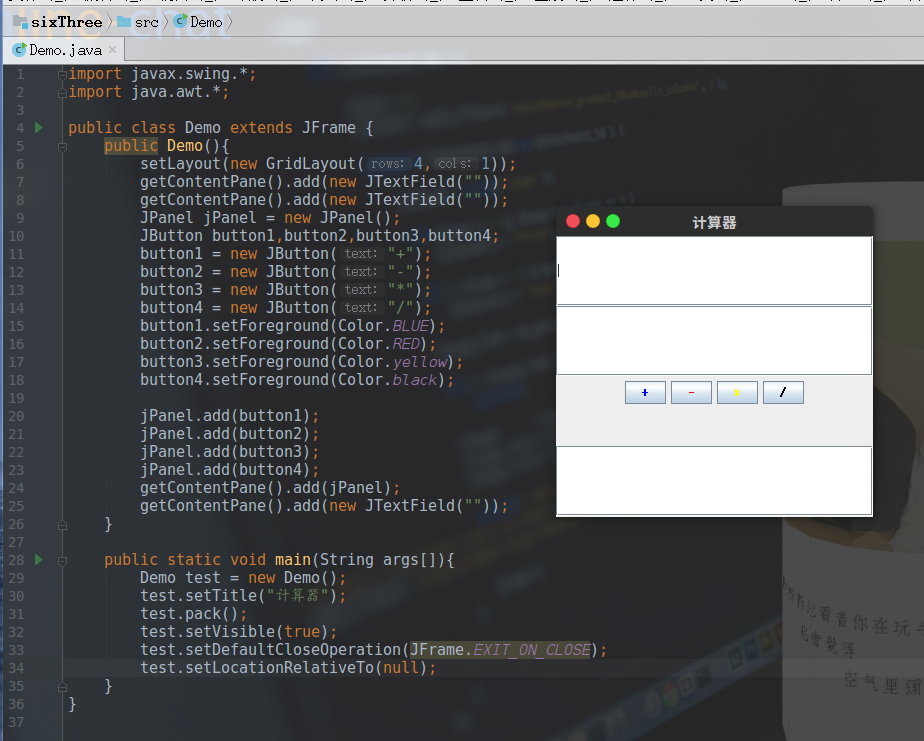 sixThree src Demo
Demo.java
1 import javax.swing.*;
2 import java.awt.*;
3
4 public class Demo extends JFrame {
5 public Demo(){
6 setLayout(new GridLayout( rows: 4, cols: 1));
7 getContentPane().add(new JTextField(""));
8 getContentPane().add(new JTextField(""));
9 JPanel jPanel = new JPanel();
10 JButton button1,button2,button3,button4;
11 button1 = new JButton( text: "+");
12 button2 = new JButton( text: "-");
13 button3 = new JButton( text: "*");
14 button4 = new JButton( text: "/");
15 button1.setForeground(Color.BLUE);
16 button2.setForeground(Color.RED);
17 button3.setForeground(Color.yellow);
18 button4.setForeground(Color.black);
19
20 jPanel.add(button1);
21 jPanel.add(button2);
22 jPanel.add(button3);
23 jPanel.add(button4);
24 getContentPane().add(jPanel);
25 getContentPane().add(new JTextField(""));
26 }
27
28 public static void main(String args[]){
29 Demo test = new Demo();
30 test.setTitle("计算器");
31 test.pack();
32 test.setVisible(true);
33 test.setDefaultCloseOperation(JFrame.EXIT_ON_CLOSE);
34 test.setLocationRelativeTo(null);
35 }
36 }
37
计算器
+ - * /
看着你在玩
空气里弥